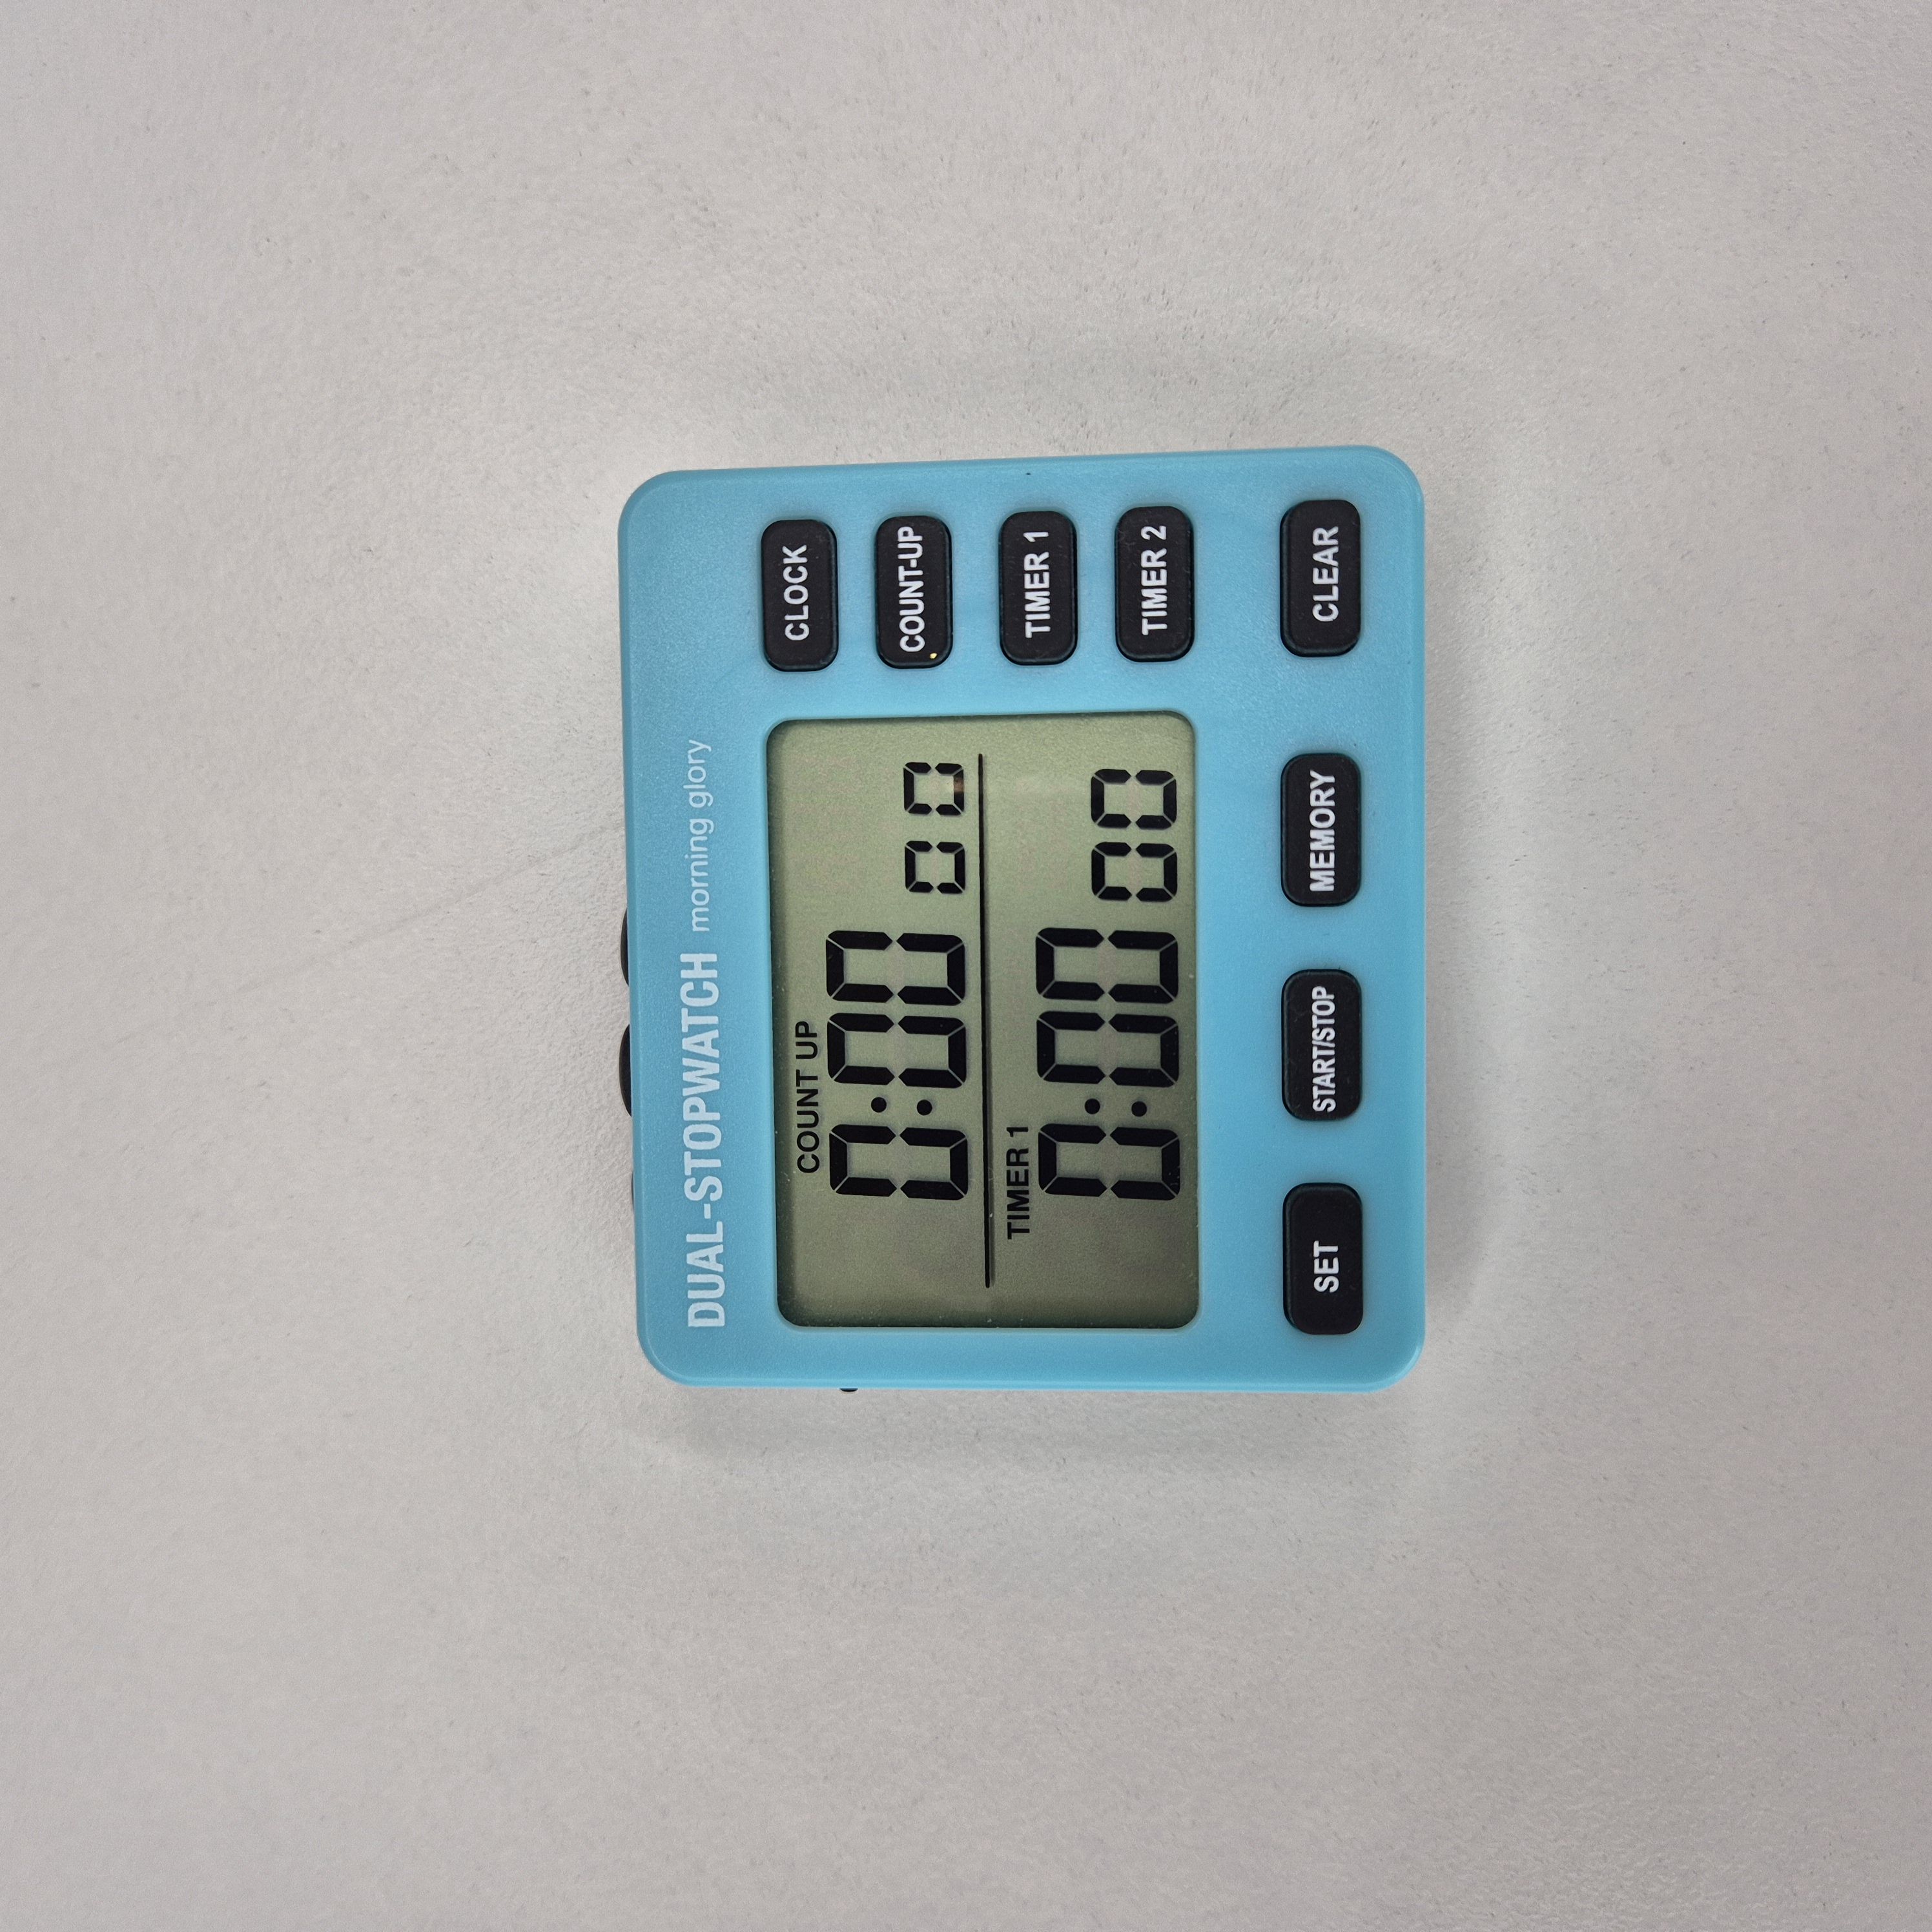 DUAL-STOPWATCH morning glory
COUNT UP
0:00 00
TIMER 1
0:00 00
CLOCK
COUNT-UP
TIMER 1
TIMER 2
SET START/STOP MEMORY CLEAR